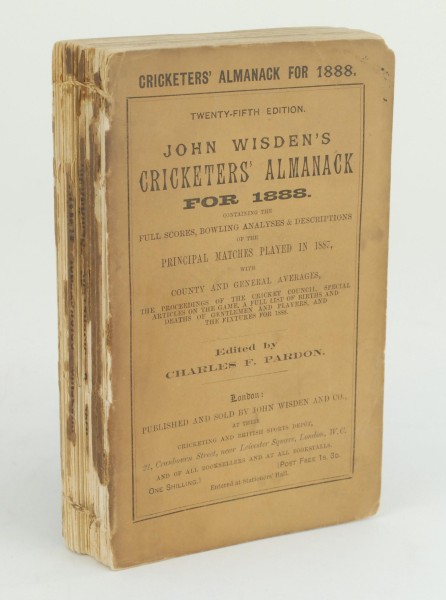 CRICKETERS' ALMANACK FOR 1888.
TWENTY-FIFTH EDITION.
JOHN WISDEN'S
CRICKETERS' ALMANACK
FOR 1888.
CONTAINING THE
FULL SCORES, BOWLING ANALYSES & DESCRIPTIONS
OF THE
PRINCIPAL MATCHES PLAYED IN 1887,
WITH
COUNTY AND GENERAL AVERAGES,
THE PROCEEDINGS OF THE CRICKET COUNCIL, SPECIAL
ARTICLES ON THE GAME, A FULL LIST OF BIRTHS AND
DEATHS OF GENTLEMEN AND PLAYERS, AND
THE FIXTURES FOR 1888.
Edited by
CHARLES F. PARDON.
London:
PUBLISHED AND SOLD BY JOHN WISDEN AND CO.,
AT THEIR
CRICKETING AND BRITISH SPORTS DEPÔT,
21, Cranbourn Street, near Leicester Square, London, W.C.
AND OF ALL BOOKSELLERS AND AT ALL BOOKSTALLS.
ONE SHILLING.] [POST FREE 1s. 3D.
Entered at Stationers' Hall.